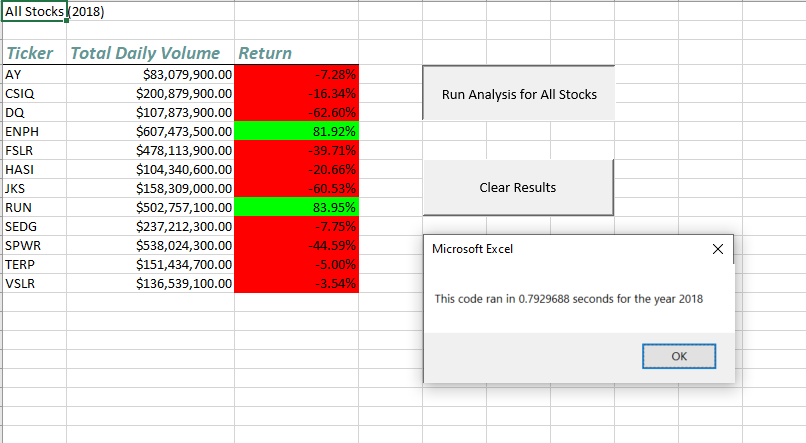 All Stocks (2018)
Ticker Total Daily Volume Return
AY $83,079,900.00 -7.28%
CSIQ $200,879,900.00 -16.34%
DQ $107,873,900.00 -62.60%
ENPH $607,473,500.00 81.92%
FSLR $478,113,900.00 -39.71%
HASI $104,340,600.00 -20.66%
JKS $158,309,000.00 -60.53%
RUN $502,757,100.00 83.95%
SEDG $237,212,300.00 -7.75%
SPWR $538,024,300.00 -44.59%
TERP $151,434,700.00 -5.00%
VSLR $136,539,100.00 -3.54%
Run Analysis for All Stocks
Clear Results
Microsoft Excel
This code ran in 0.7929688 seconds for the year 2018
OK